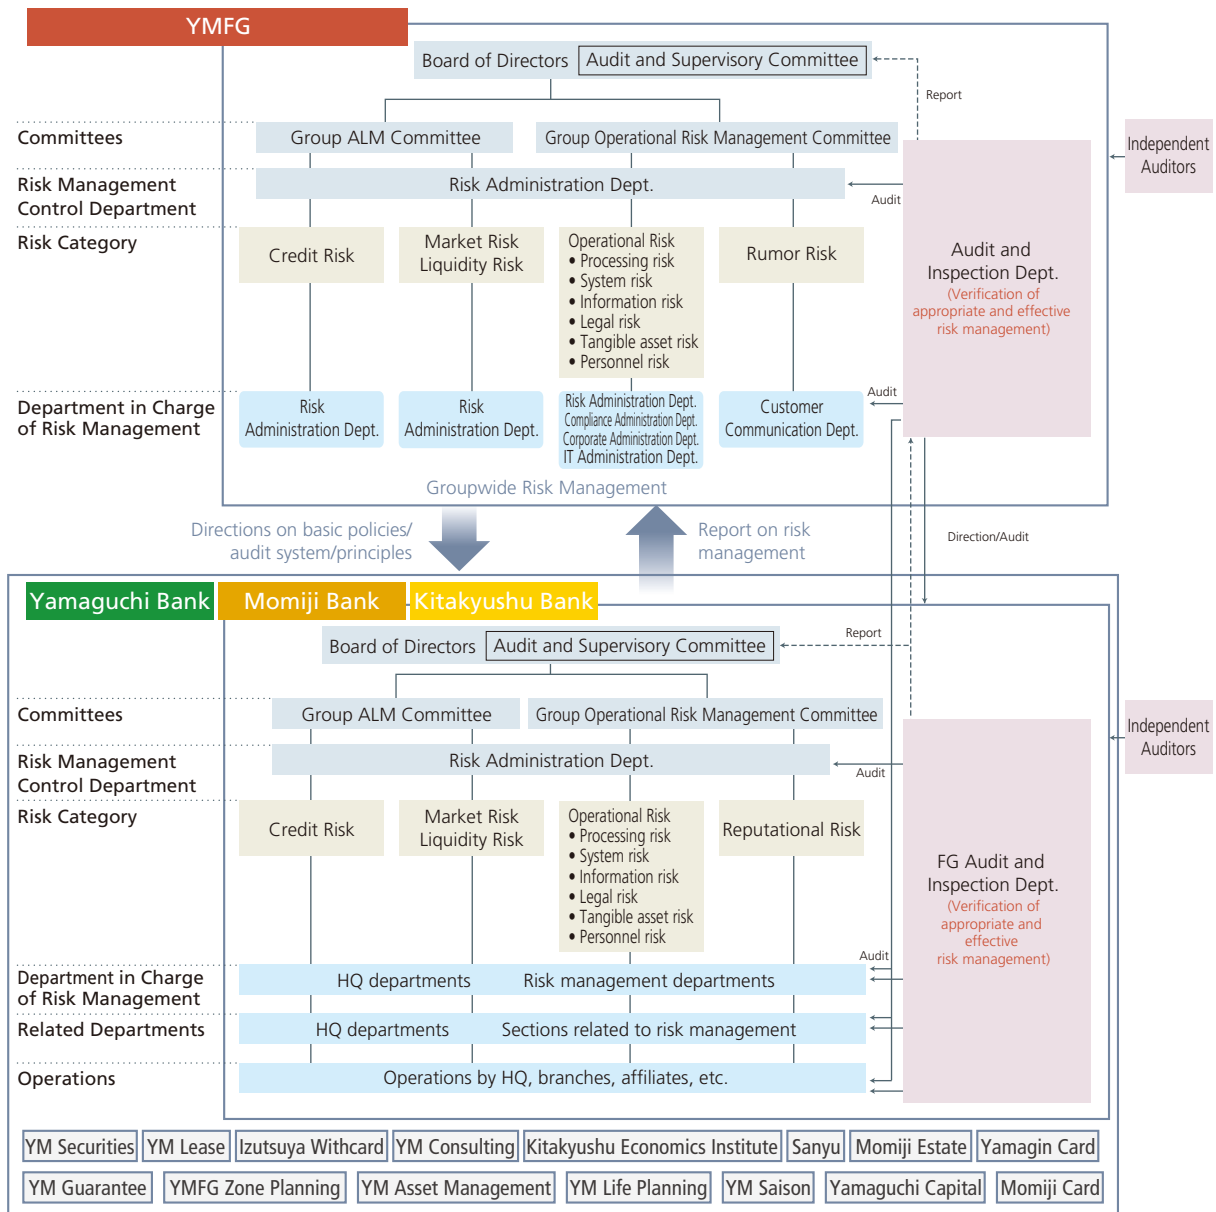 YMFG
Board of Directors
Audit and Supervisory Committee
Report
Committees
Group ALM Committee
Group Operational Risk Management Committee
Independent
Auditors
Risk Management
Control Department
Risk Administration Dept.
Audit
Risk Category
Credit Risk
Market Risk
Liquidity Risk
Operational Risk
• Processing risk
• System risk
• Information risk
• Legal risk
• Tangible asset risk
• Personnel risk
Rumor Risk
Audit and
Inspection Dept.
(Verification of
appropriate and effective
risk management)
Department in Charge
of Risk Management
Risk
Administration Dept.
Risk
Administration Dept.
Risk Administration Dept.
Compliance Administration Dept.
Corporate Administration Dept.
IT Administration Dept.
Customer
Communication Dept.
Audit
Groupwide Risk Management
Directions on basic policies/
audit system/principles
Report on risk
management
Direction/Audit
Yamaguchi Bank
Momiji Bank
Kitakyushu Bank
Board of Directors
Audit and Supervisory Committee
Report
Committees
Group ALM Committee
Group Operational Risk Management Committee
Independent
Auditors
Risk Management
Control Department
Risk Administration Dept.
Audit
Risk Category
Credit Risk
Market Risk
Liquidity Risk
Operational Risk
• Processing risk
• System risk
• Information risk
• Legal risk
• Tangible asset risk
• Personnel risk
Reputational Risk
FG Audit and
Inspection Dept.
(Verification of
appropriate and
effective
risk management)
Audit
Department in Charge
of Risk Management
HQ departments
Risk management departments
Related Departments
HQ departments
Sections related to risk management
Operations
Operations by HQ, branches, affiliates, etc.
YM Securities
YM Lease
Izutsuya Withcard
YM Consulting
Kitakyushu Economics Institute
Sanyu
Momiji Estate
Yamagin Card
YM Guarantee
YMFG Zone Planning
YM Asset Management
YM Life Planning
YM Saison
Yamaguchi Capital
Momiji Card